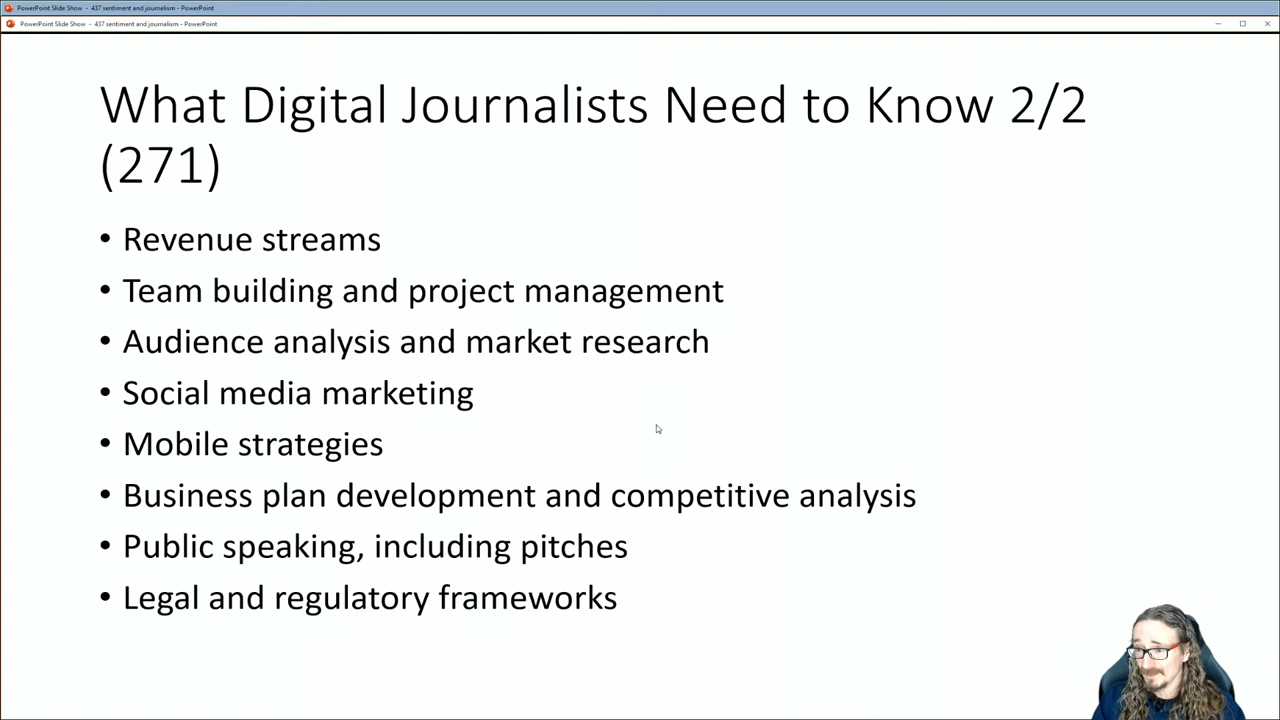 PowerPoint Slide Show - 437 sentiment and journalism - PowerPoint
PowerPoint Slide Show - 437 sentiment and journalism - PowerPoint
What Digital Journalists Need to Know 2/2
(271)
• Revenue streams
• Team building and project management
• Audience analysis and market research
• Social media marketing
• Mobile strategies
• Business plan development and competitive analysis
• Public speaking, including pitches
• Legal and regulatory frameworks